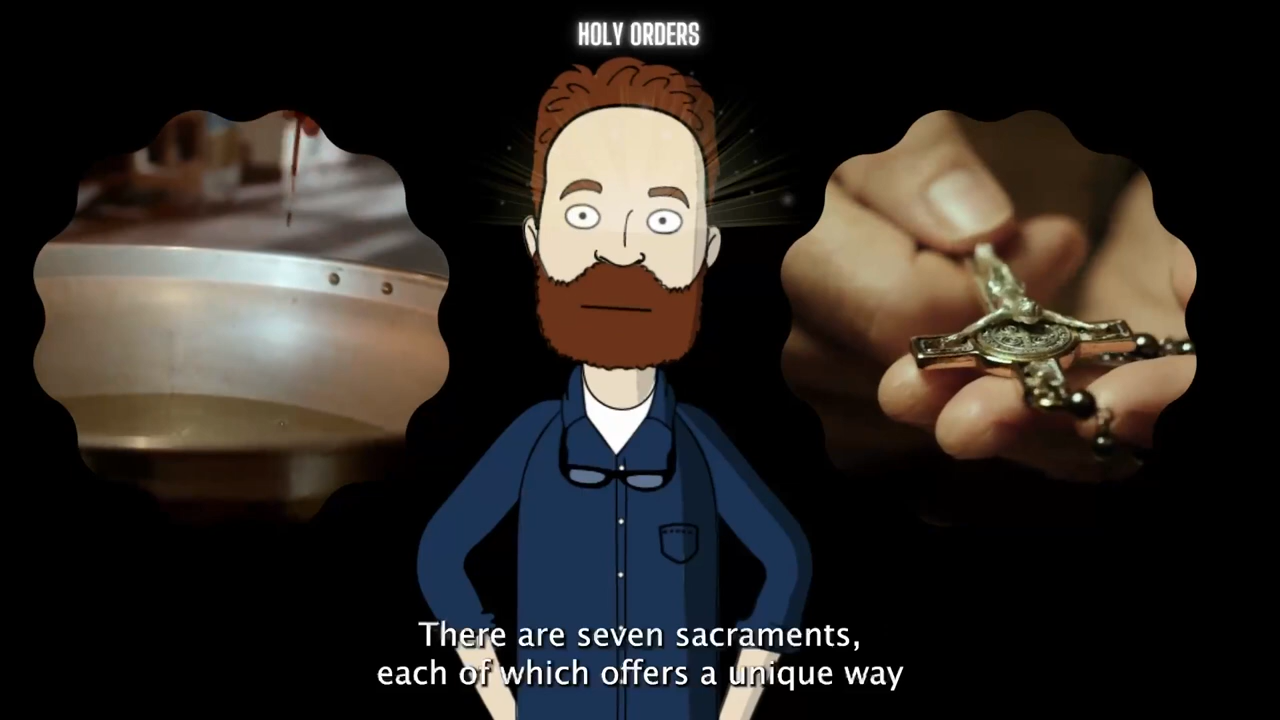 HOLY ORDERS
There are seven sacraments,
each of which offers a unique way